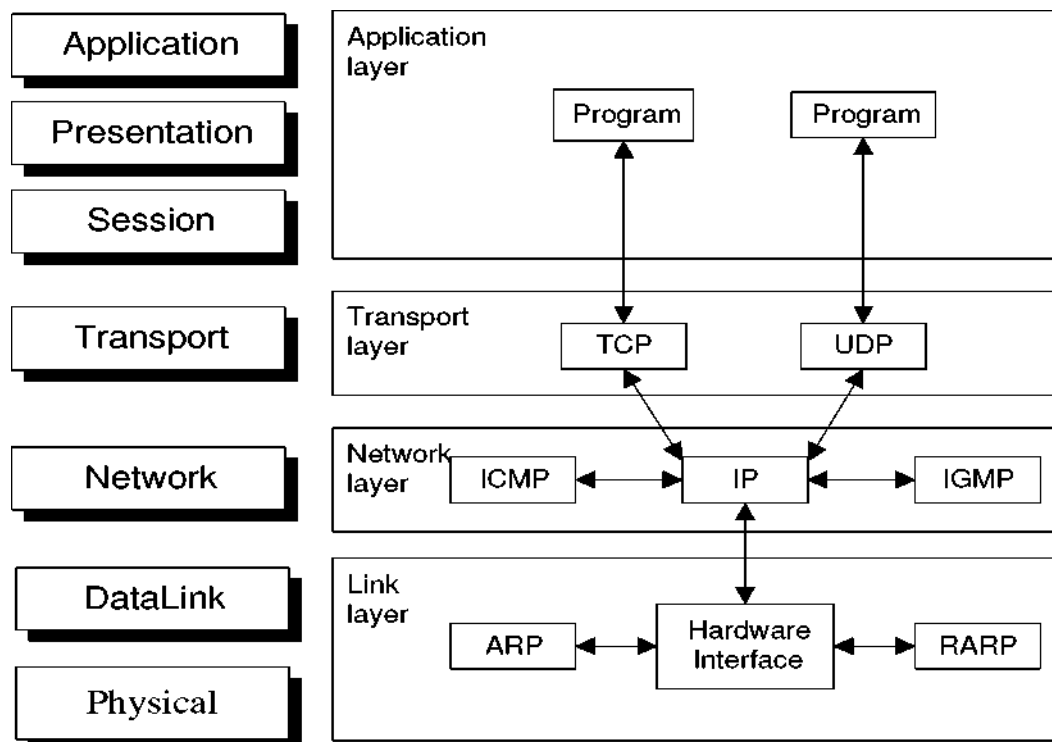 Application
Presentation
Session
Transport
Network
DataLink
Physical
Application
layer
Program
Program
Transport
layer
TCP
UDP
Network
layer
ICMP
IP
IGMP
Link
layer
ARP
Hardware
Interface
RARP